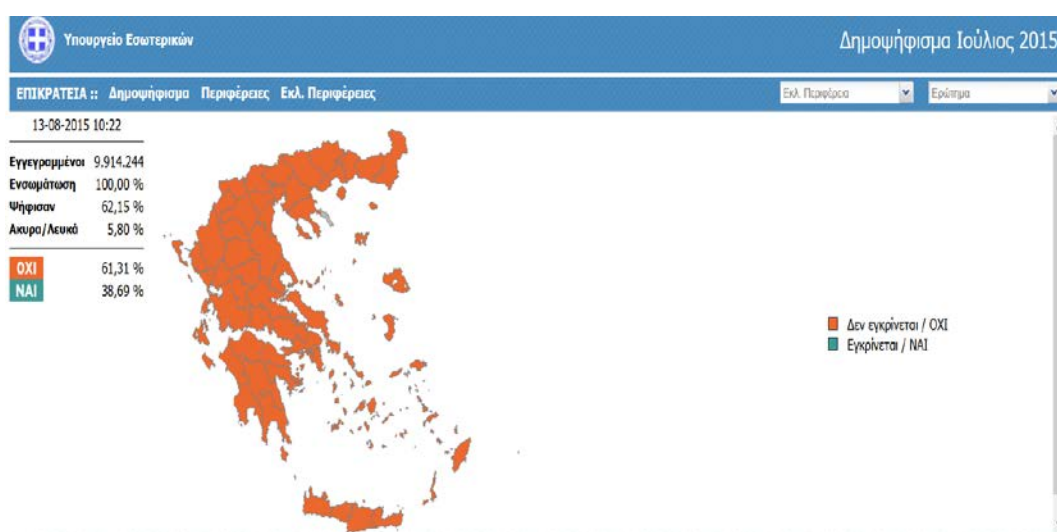 Υπουργείο Εσωτερικών
Δημοψήφισμα Ιούλιος 2015
ΕΠΙΚΡΑΤΕΙΑ :: Δημοψήφισμα Περιφέρειες Εκλ. Περιφέρειες
Εκλ. Περιφέρεια Ερώτημα
13-08-2015 10:22
Εγγεγραμμένοι 9.914.244
Ενσωμάτωση 100,00 %
Ψήφισαν 62,15 %
Ακυρα/Λευκά 5,80 %
ΟΧΙ 61,31 %
ΝΑΙ 38,69 %
Δεν εγκρίνεται / ΟΧΙ
Εγκρίνεται / ΝΑΙ